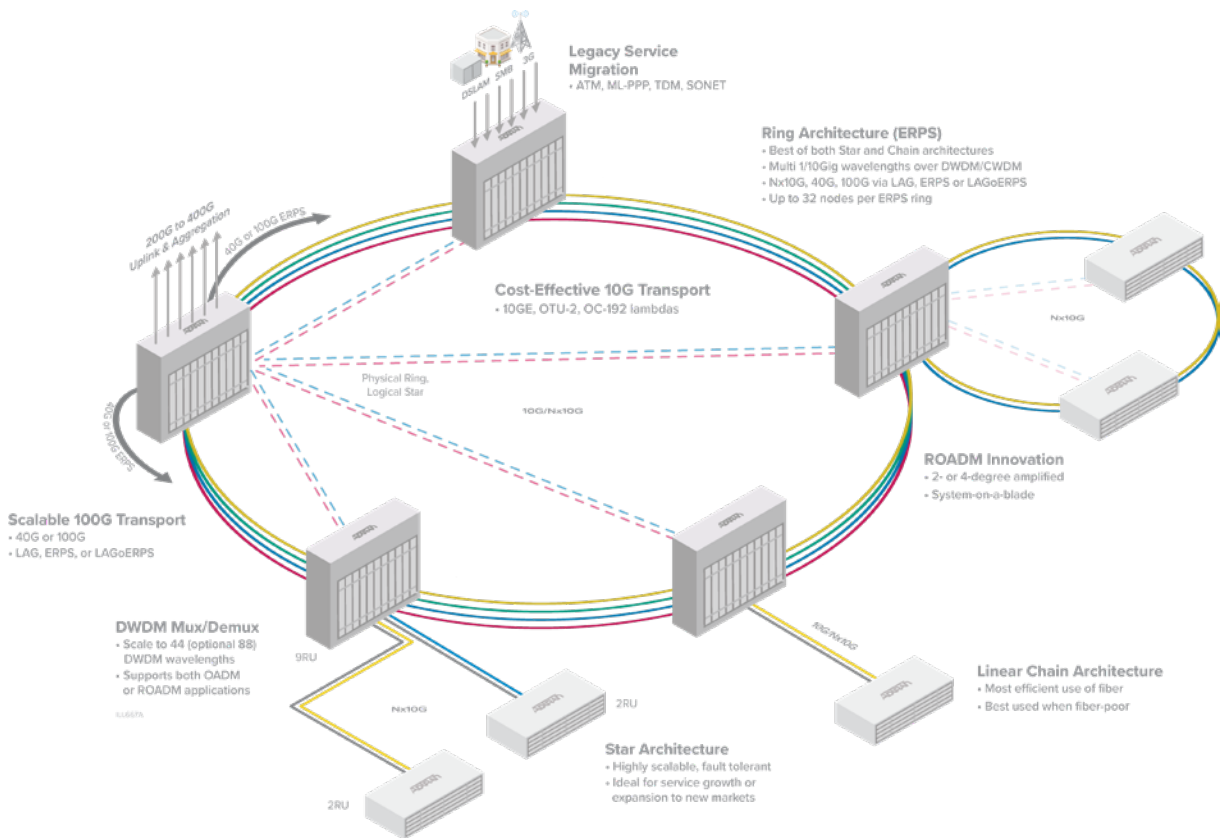 DSLAM
SMB
3G
Legacy Service
Migration
• ATM, ML-PPP, TDM, SONET
Ring Architecture (ERPS)
• Best of both Star and Chain architectures
• Multi 1/10Gig wavelengths over DWDM/CWDM
• Nx10G, 40G, 100G via LAG, ERPS or LAGoERPS
• Up to 32 nodes per ERPS ring
200G to 400G
Uplink & Aggregation
40G or 100G ERPS
Cost-Effective 10G Transport
• 10GE, OTU-2, OC-192 lambdas
Nx10G
Physical Ring,
Logical Star
10G/Nx10G
40G or
100G ERPS
ROADM Innovation
• 2- or 4-degree amplified
• System-on-a-blade
Scalable 100G Transport
• 40G or 100G
• LAG, ERPS, or LAGoERPS
DWDM Mux/Demux
• Scale to 44 (optional 88)
DWDM wavelengths
• Supports both OADM
or ROADM applications
9RU
10G/Nx10G
Linear Chain Architecture
• Most efficient use of fiber
• Best used when fiber-poor
Nx10G
2RU
Star Architecture
• Highly scalable, fault tolerant
• Ideal for service growth or
expansion to new markets
2RU